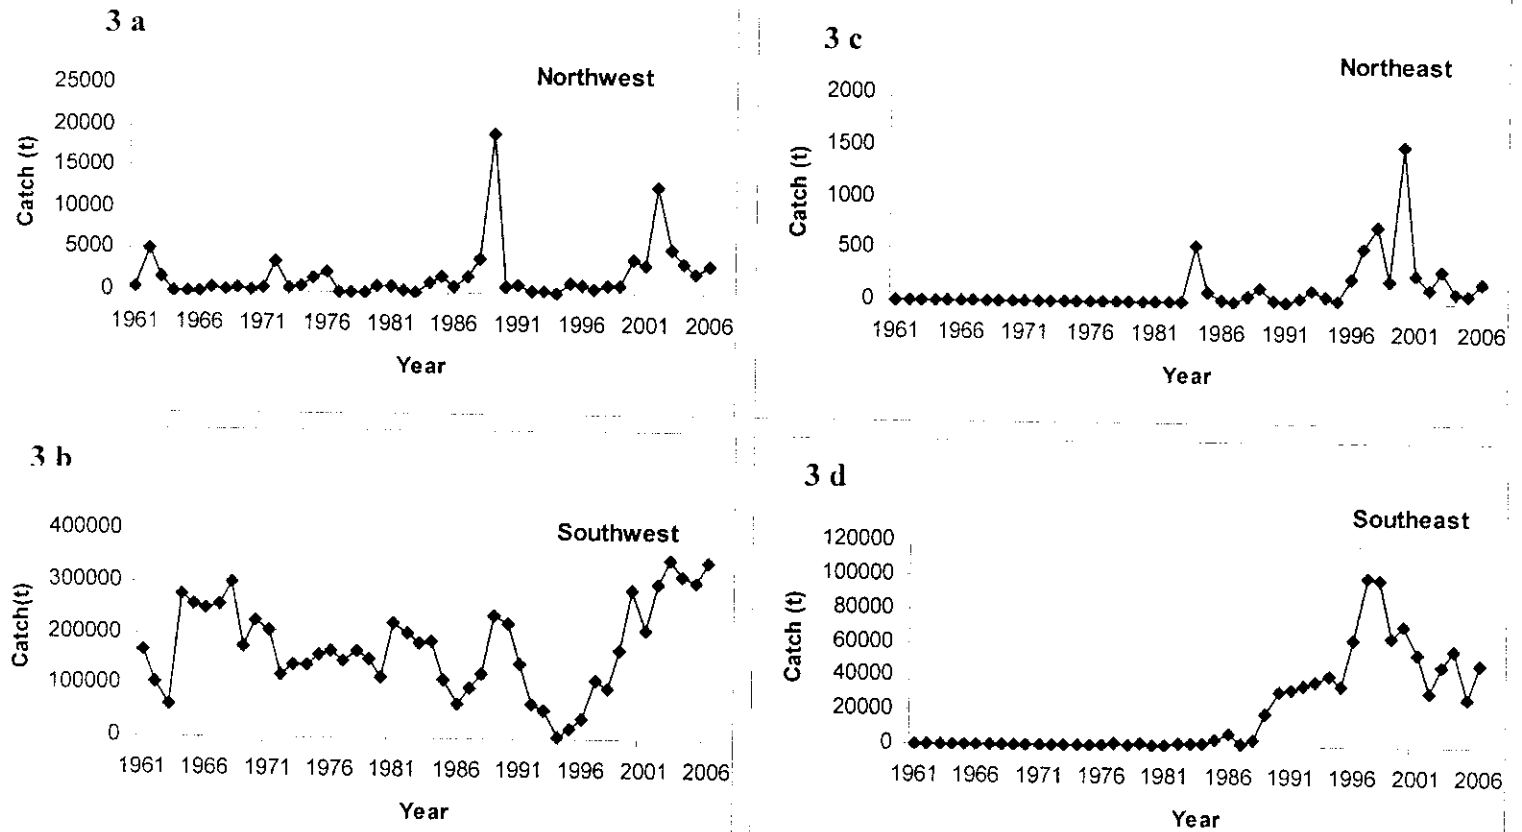 3 a
Northwest
25000
20000
15000
10000
5000
0
Catch (t)
1961 1966 1971 1976 1981 1986 1991 1996 2001 2006
Year
3 c
Northeast
2000
1500
1000
500
0
Catch (t)
1961 1966 1971 1976 1981 1986 1991 1996 2001 2006
Year
3 b
Southwest
400000
300000
200000
100000
0
Catch(t)
1961 1966 1971 1976 1981 1986 1991 1996 2001 2006
Year
3 d
Southeast
120000
100000
80000
60000
40000
20000
0
Catch (t)
1961 1966 1971 1976 1981 1986 1991 1996 2001 2006
Year